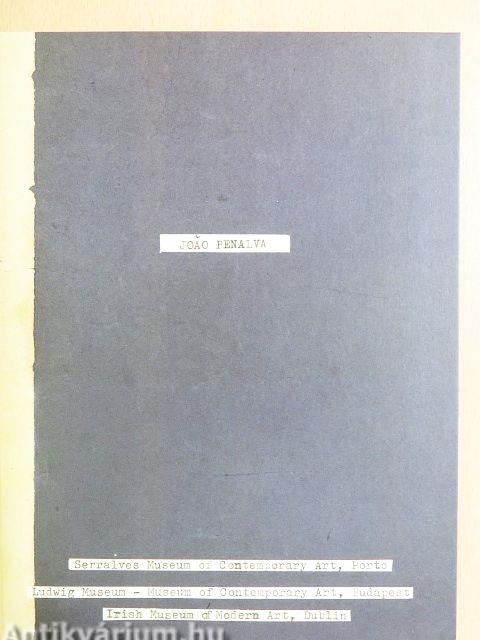 JOÃO PENALVA
Serralves Museum of Contemporary Art, Porto
Ludwig Museum - Museum of Contemporary Art, Budapest
Irish Museum of Modern Art, Dublin
Antikvárium.hu